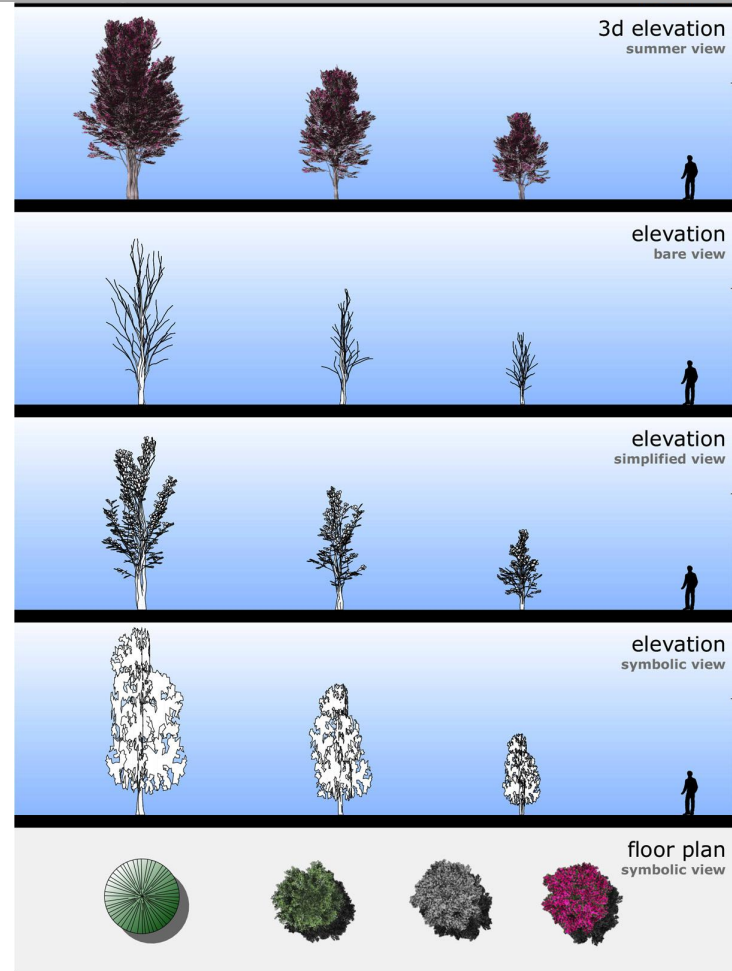 3d elevation
summer view
elevation
bare view
elevation
simplified view
elevation
symbolic view
floor plan
symbolic view